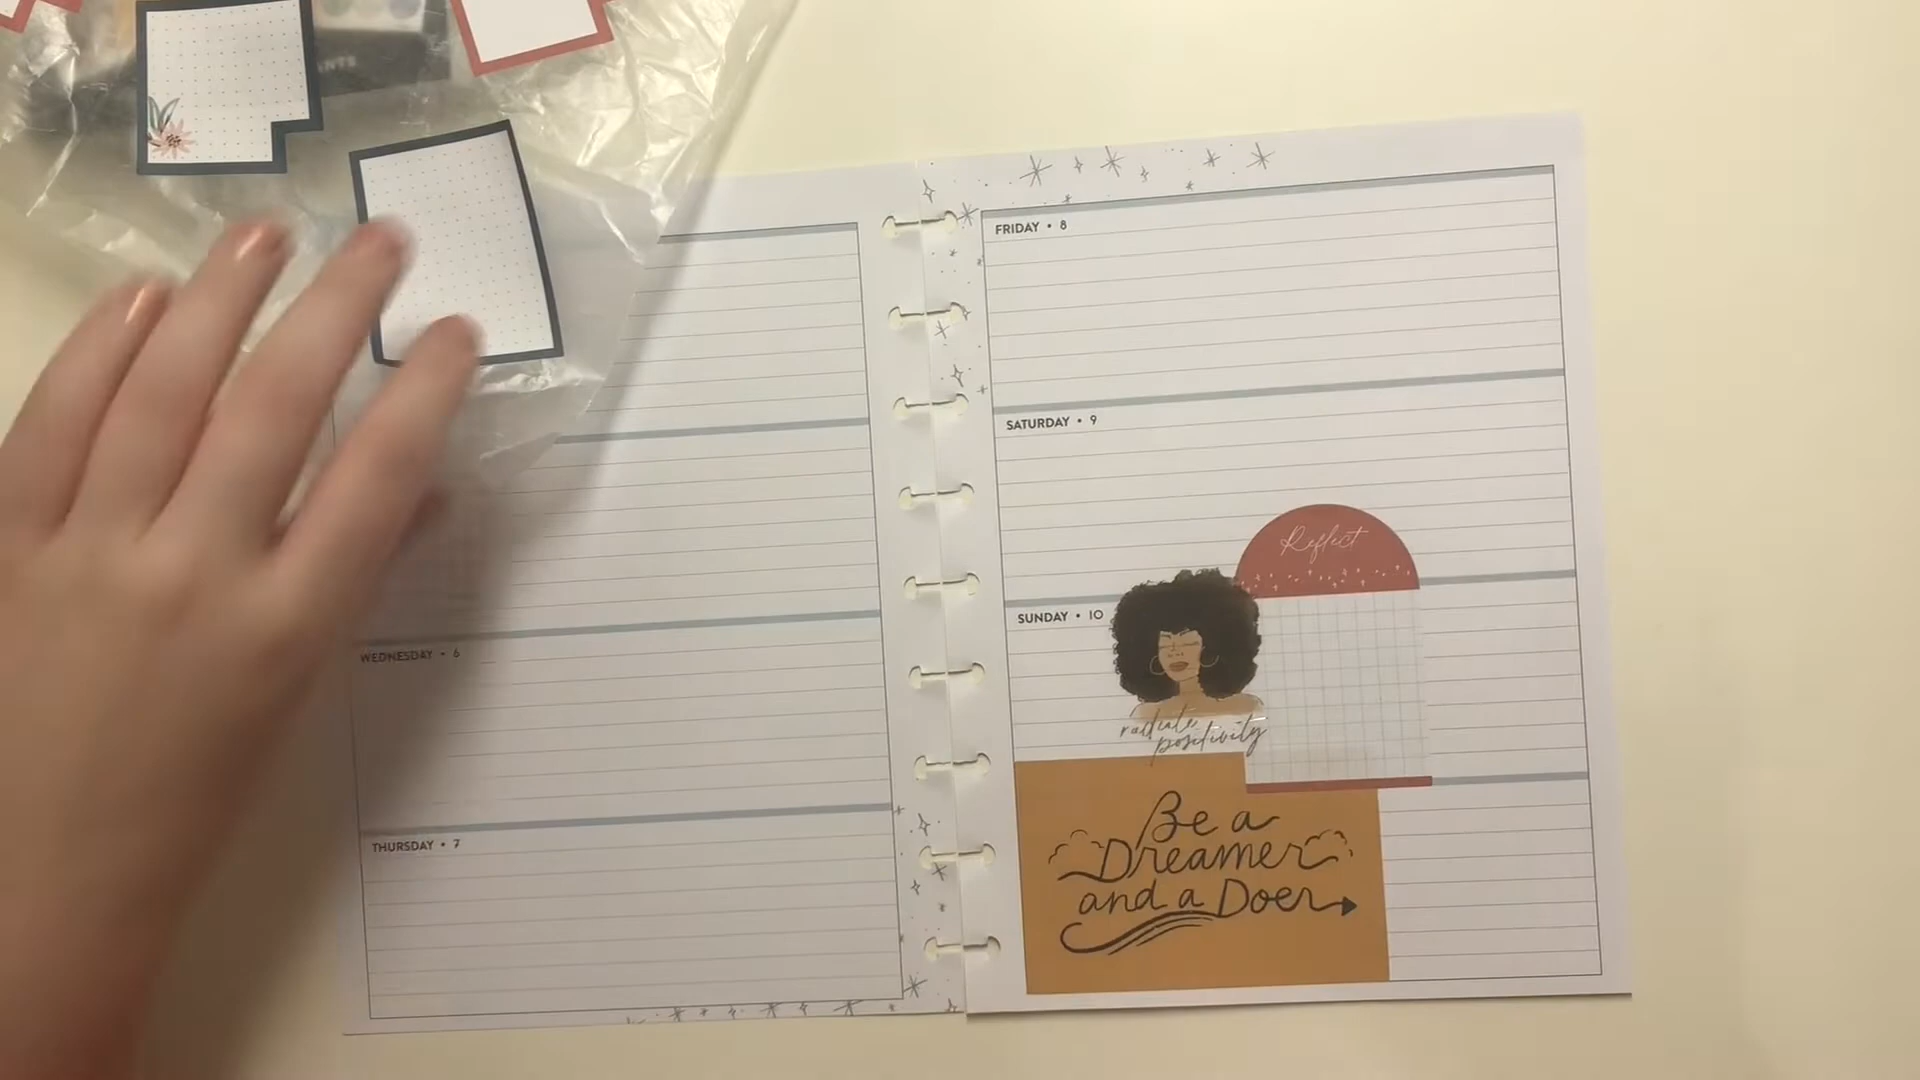 FRIDAY • 8
SATURDAY • 9
Reflect
SUNDAY • 10
WEDNESDAY • 6
radiate
positivity
THURSDAY • 7
Be a
Dreamer
and a Doer